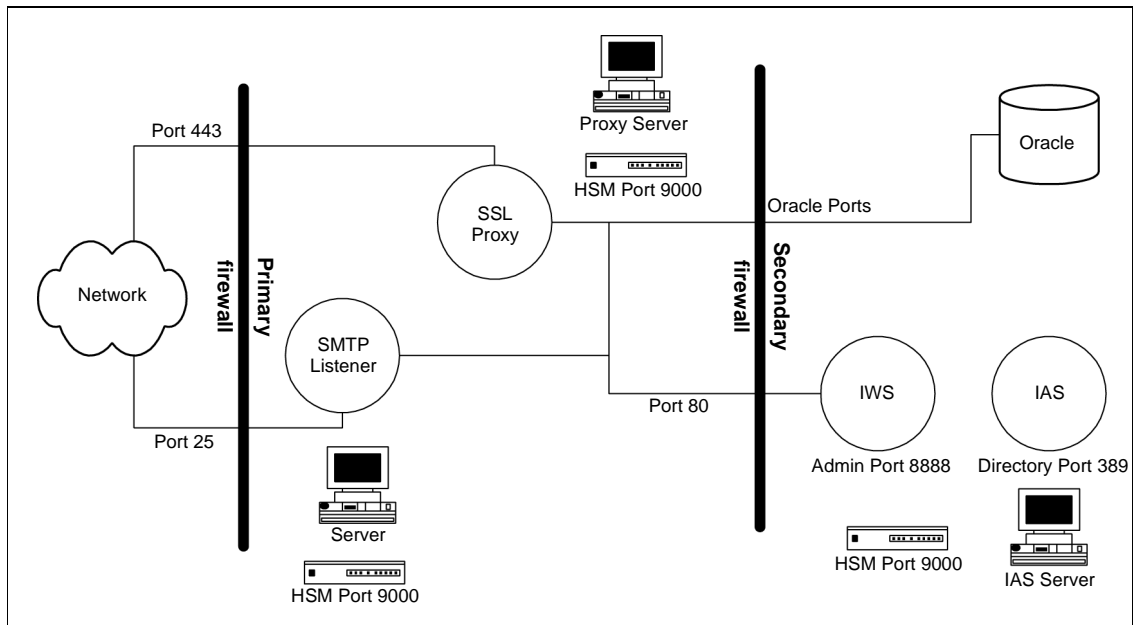 Proxy Server
HSM Port 9000
Port 443
SSL
Proxy
Oracle
Oracle Ports
Network
Primary
firewall
Secondary
firewall
SMTP
Listener
Port 25
Server
HSM Port 9000
Port 80
IWS
Admin Port 8888
IAS
Directory Port 389
HSM Port 9000
IAS Server